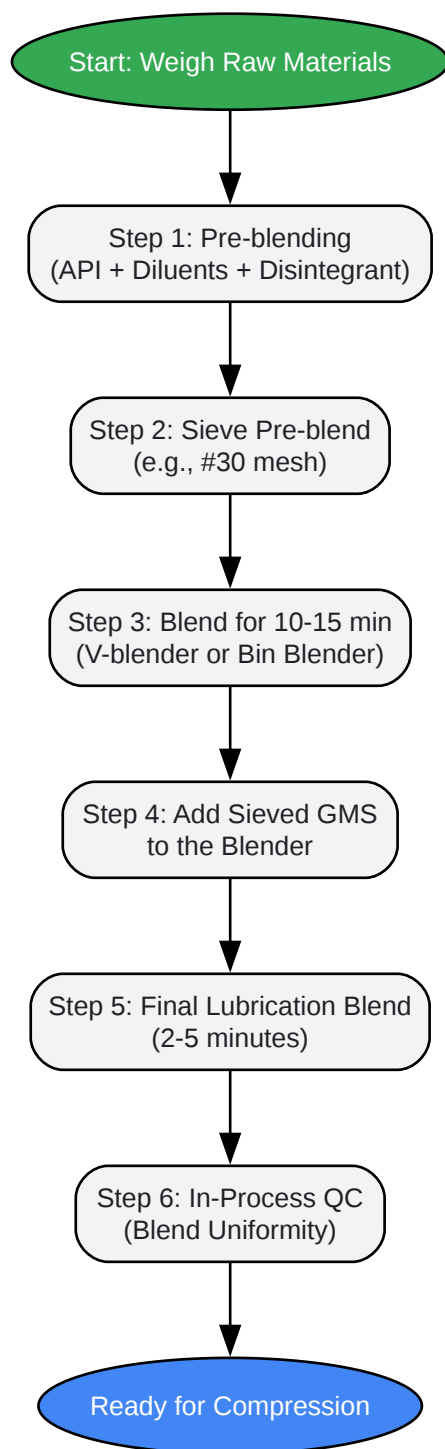 Start: Weigh Raw Materials
Step 1: Pre-blending
(API + Diluents + Disintegrant)
Step 2: Sieve Pre-blend
(e.g., #30 mesh)
Step 3: Blend for 10-15 min
(V-blender or Bin Blender)
Step 4: Add Sieved GMS
to the Blender
Step 5: Final Lubrication Blend
(2-5 minutes)
Step 6: In-Process QC
(Blend Uniformity)
Ready for Compression